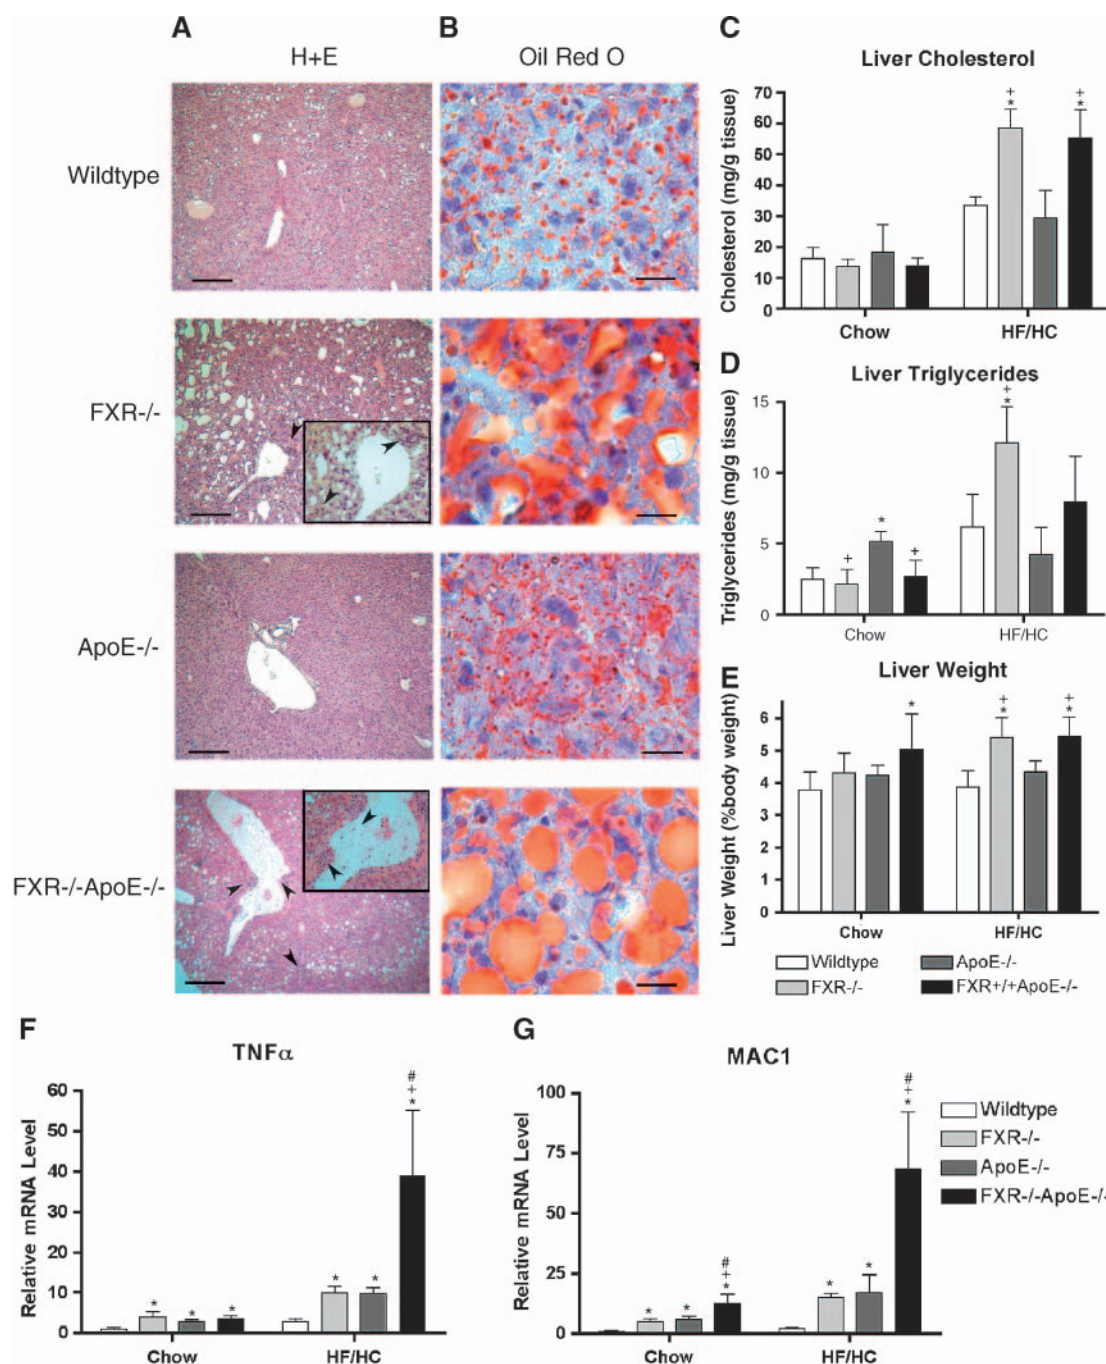 A
H+E
B
Oil Red O
Wildtype
FXR-/-
ApoE-/-
FXR-/-ApoE-/-
C
Liver Cholesterol
Cholesterol (mg/g tissue)
70
60
50
40
30
20
10
0
+
*
+
*
Chow
HF/HC
D
Liver Triglycerides
Triglycerides (mg/g tissue)
15
10
5
0
+
*
+
+
*
Chow
HF/HC
E
Liver Weight
Liver Weight (%body weight)
6
5
4
3
2
1
0
*
+
*
+
*
Chow
HF/HC
Wildtype
ApoE-/-
FXR-/-
FXR+/+ApoE-/-
F
TNFα
Relative mRNA Level
60
50
40
30
20
10
0
*
*
*
*
*
#
+
*
Chow
HF/HC
G
MAC1
Relative mRNA Level
100
75
50
25
0
*
*
#
+
*
*
*
#
+
*
Chow
HF/HC
Wildtype
FXR-/-
ApoE-/-
FXR-/-ApoE-/-